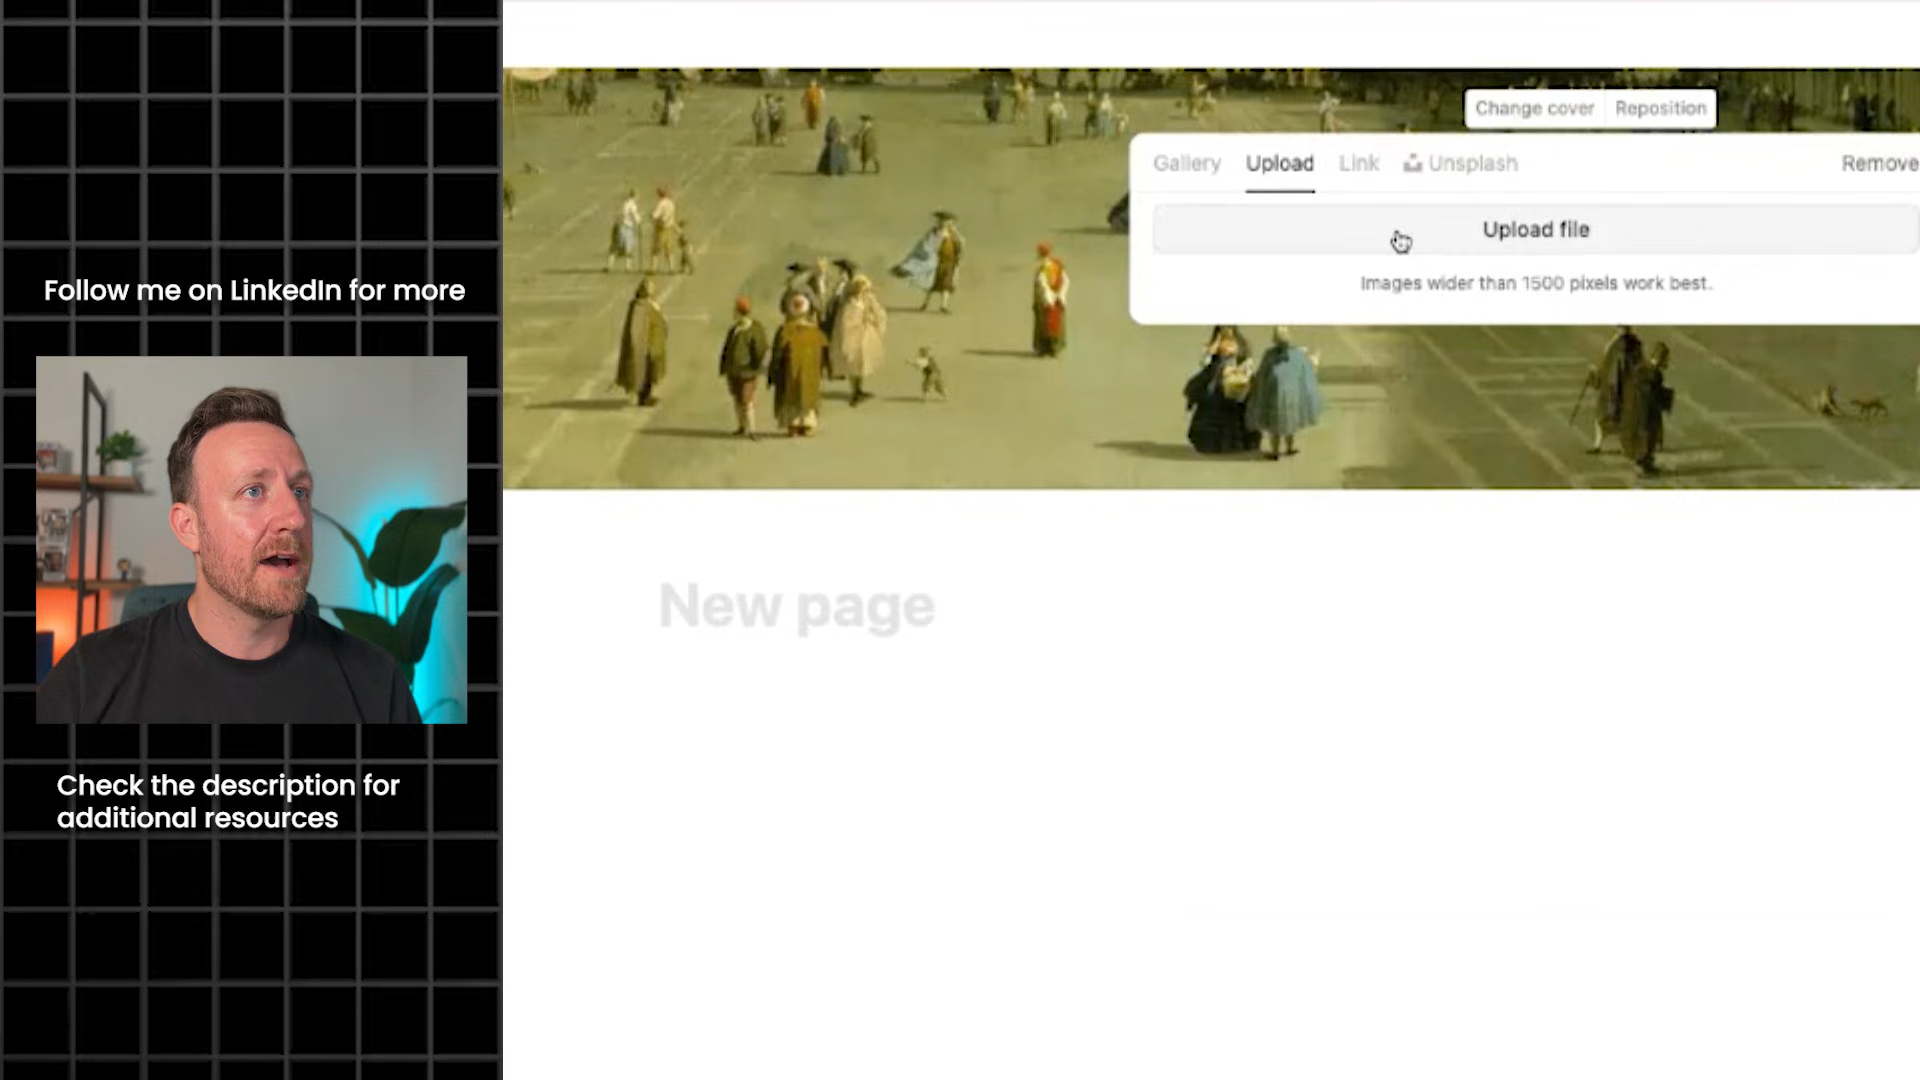 Follow me on LinkedIn for more
Check the description for
additional resources
Change cover
Reposition
Gallery
Upload
Link
Unsplash
Remove
Upload file
Images wider than 1500 pixels work best.
New page